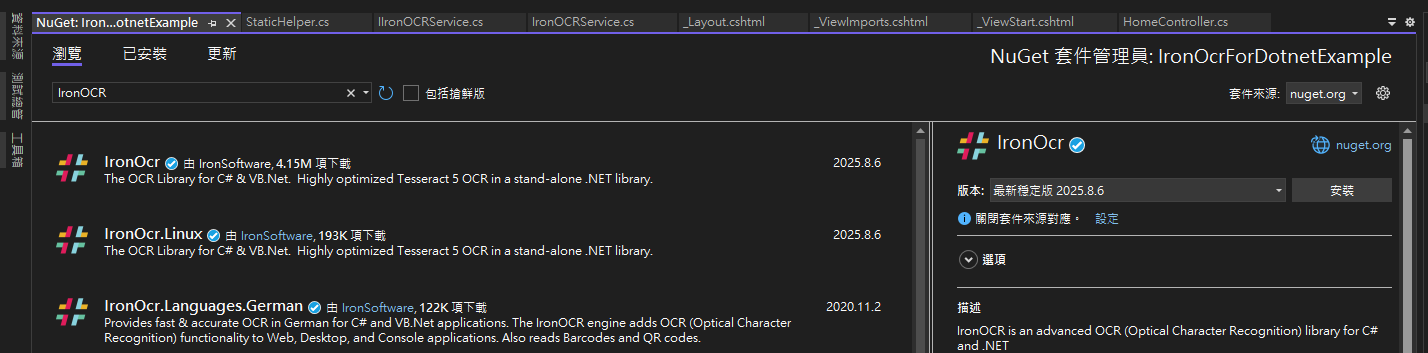 NuGet: Iron...otnetExample
StaticHelper.cs
IIronOCRService.cs
IronOCRService.cs
_Layout.cshtml
_ViewImports.cshtml
_ViewStart.cshtml
HomeController.cs
資料來源
測試總管
工具箱
瀏覽
已安裝
更新
NuGet 套件管理員: IronOcrForDotnetExample
IronOCR
包括搶鮮版
套件來源: nuget.org
IronOcr 由 IronSoftware, 4.15M 項下載
2025.8.6
The OCR Library for C# & VB.Net. Highly optimized Tesseract 5 OCR in a stand-alone .NET library.
IronOcr.Linux 由 IronSoftware, 193K 項下載
2025.8.6
The OCR Library for C# & VB.Net. Highly optimized Tesseract 5 OCR in a stand-alone .NET library.
IronOcr.Languages.German 由 IronSoftware, 122K 項下載
2020.11.2
Provides fast & accurate OCR in German for C# and VB.Net applications. The IronOCR engine adds OCR (Optical Character
Recognition) functionality to Web, Desktop, and Console applications. Also reads Barcodes and QR codes.
IronOcr
nuget.org
版本: 最新穩定版 2025.8.6
安裝
關閉套件來源對應。 設定
選項
描述
IronOCR is an advanced OCR (Optical Character Recognition) library for C#
and .NET